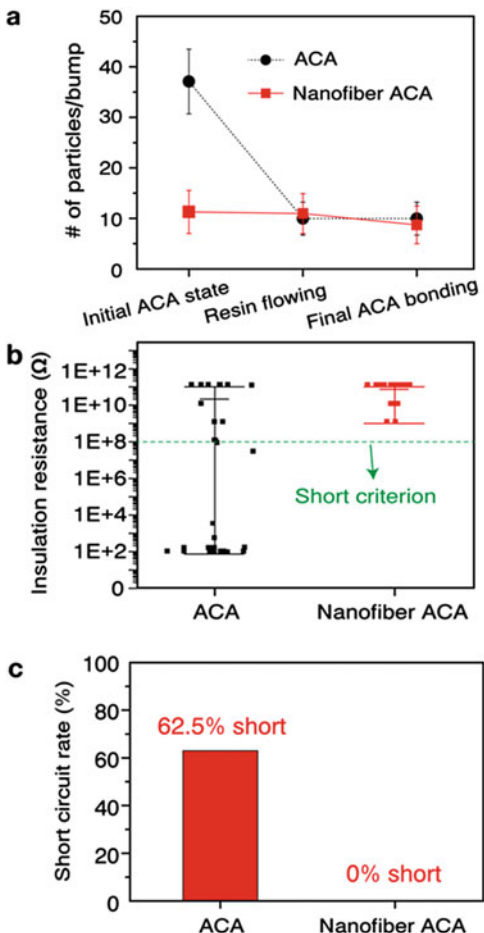 a
# of particles/bump
50
40
30
20
10
0
ACA
Nanofiber ACA
Initial ACA state
Resin flowing
Final ACA bonding
b
Insulation resistance (Ω)
1E+12
1E+10
1E+8
1E+6
1E+4
1E+2
0
Short criterion
ACA
Nanofiber ACA
c
Short circuit rate (%)
100
80
60
40
20
0
62.5% short
0% short
ACA
Nanofiber ACA